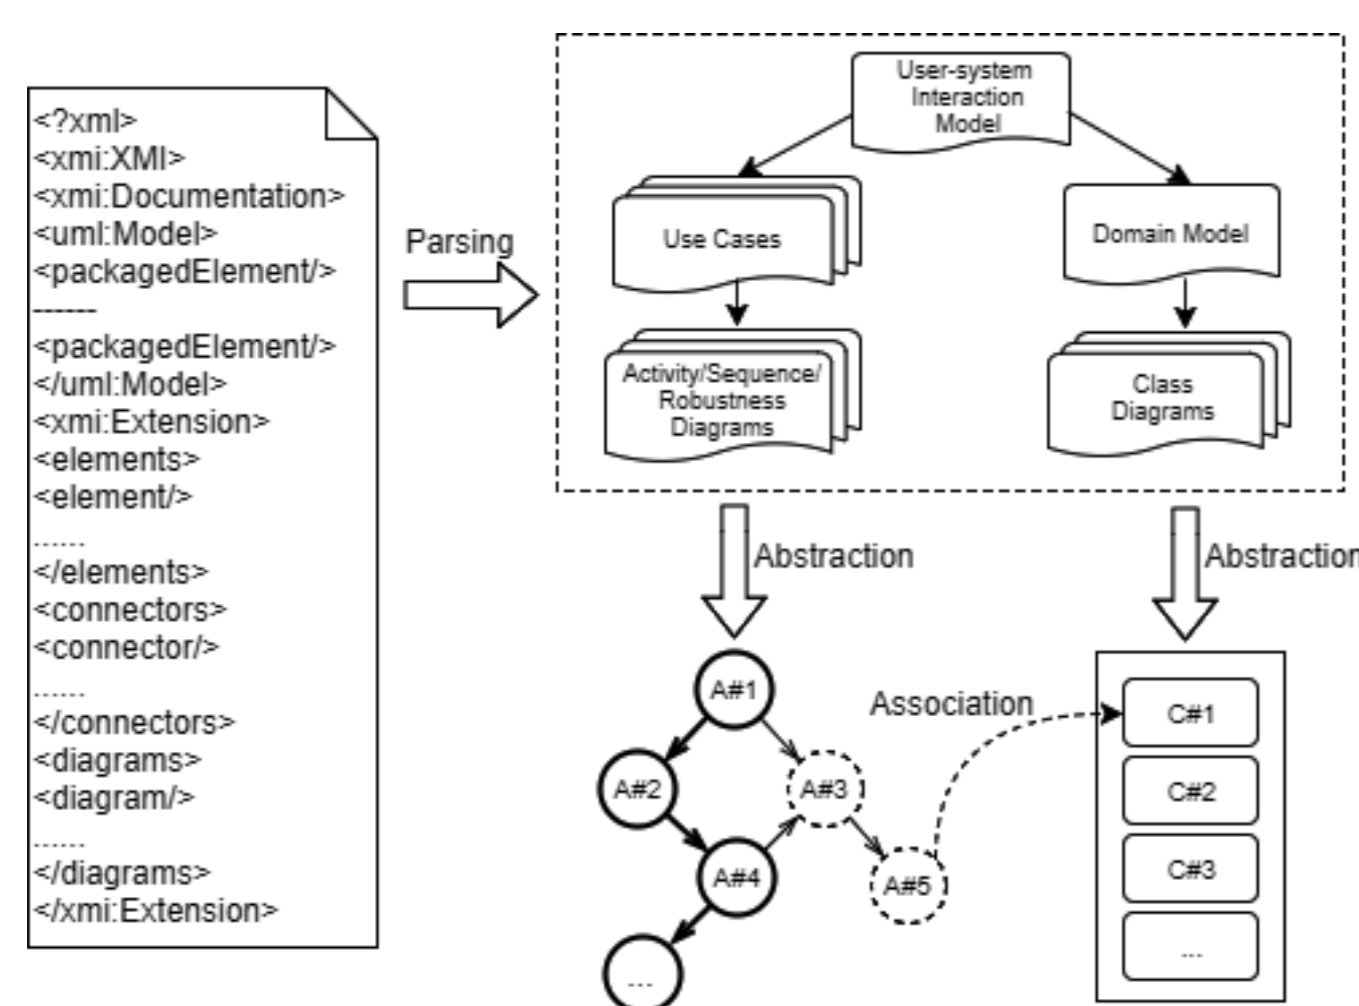 <?xml>
<xmi:XMI>
<xmi:Documentation>
<uml:Model>
<packagedElement/>
------
<packagedElement/>
</uml:Model>
<xmi:Extension>
<elements>
<element/>
......
</elements>
<connectors>
<connector/>
......
</connectors>
<diagrams>
<diagram/>
......
</diagrams>
</xmi:Extension>
Parsing
User-system
Interaction
Model
Use Cases
Domain Model
Activity/Sequence/
Robustness
Diagrams
Class
Diagrams
Abstraction
Abstraction
A#1
A#2
A#3
A#4
A#5
...
Association
C#1
C#2
C#3
...